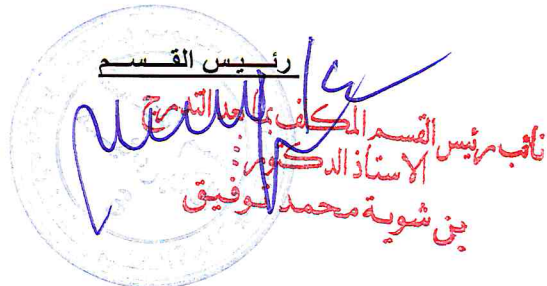 رئيس القسم
نائب رئيس القسم المكلف بما بعد التدرج
الاستاذ الدكتور:
بن شوية محمد توفيق